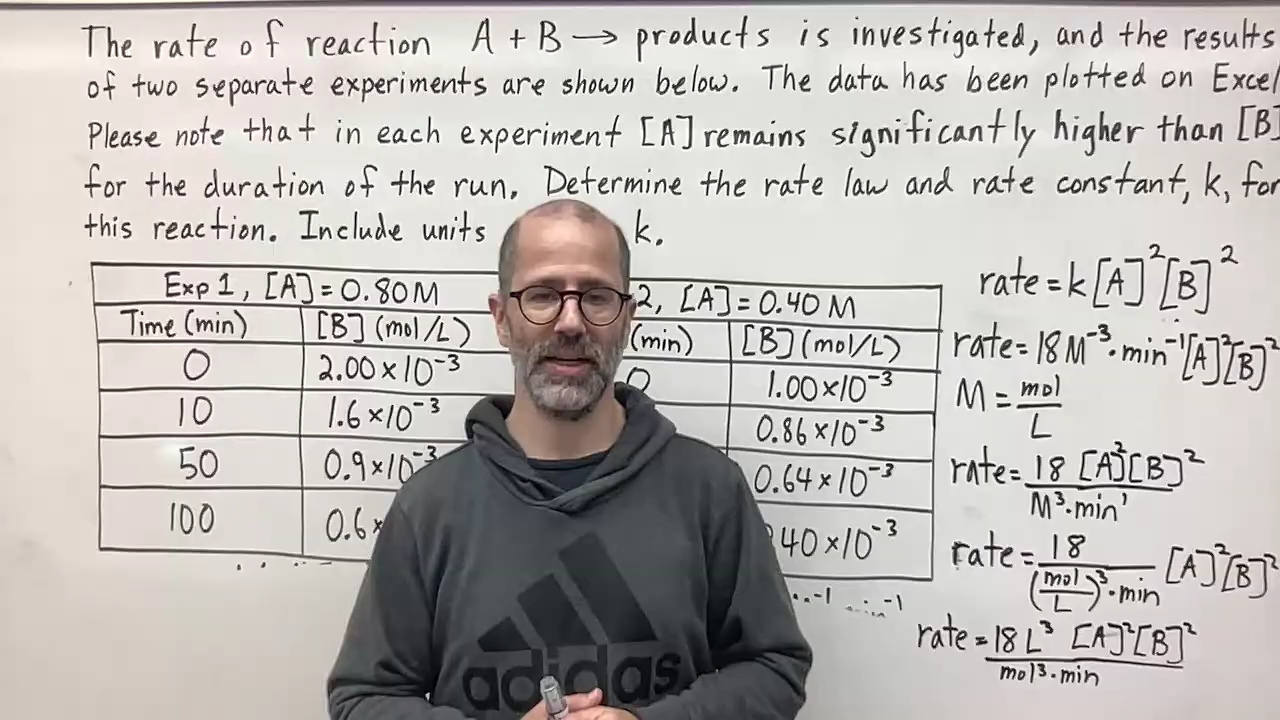 The rate of reaction A + B → products is investigated, and the results
of two separate experiments are shown below. The data has been plotted on Excel
Please note that in each experiment [A] remains significantly higher than [B]
for the duration of the run. Determine the rate law and rate constant, k, for
this reaction. Include units k.
Exp 1, [A] = 0.80 M
2, [A] = 0.40 M
Time (min) [B] (mol/L)
(min) [B] (mol/L)
0 2.00×10⁻³
0 1.00×10⁻³
10 1.6×10⁻³
0.86×10⁻³
50 0.9×10⁻³
0.64×10⁻³
100 0.6×
40×10⁻³
rate = k[A]²[B]²
rate = 18 M⁻³·min⁻¹[A]²[B]²
M = mol/L
rate = 18 [A]²[B]² / M³·min¹
rate = 18 / (mol/L)³·min [A]²[B]²
rate = 18 L³ [A]²[B]² / mol³·min
adidas